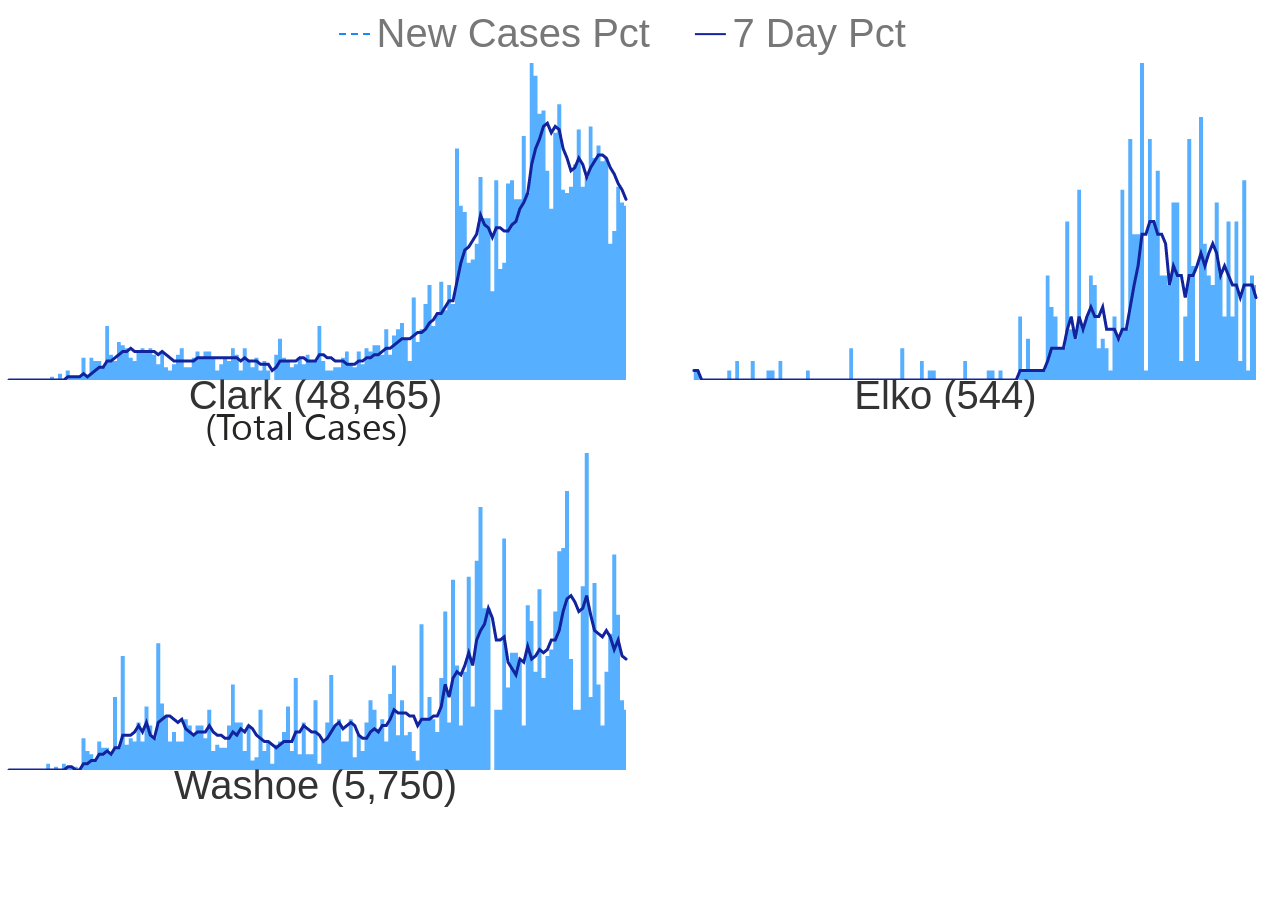 New Cases Pct 7 Day Pct
Clark (48,465)
(Total Cases)
Elko (544)
Washoe (5,750)